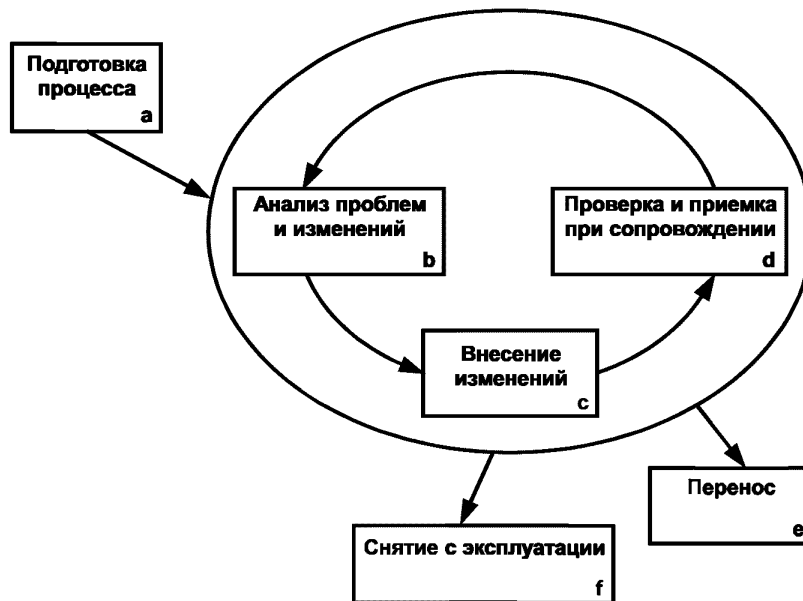 Подготовка
процесса
a
Анализ проблем
и изменений
b
Проверка и приемка
при сопровождении
d
Внесение
изменений
c
Перенос
e
Снятие с эксплуатации
f